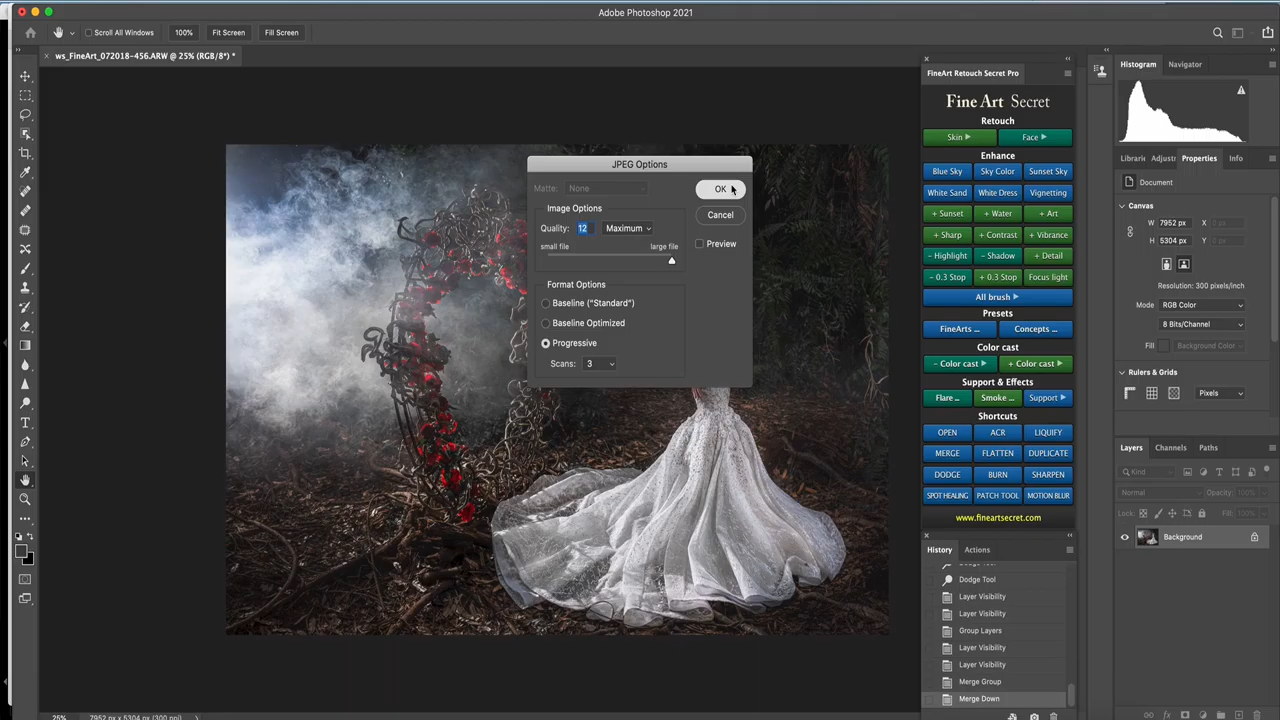 Adobe Photoshop 2021
Scroll All Windows 100% Fit Screen Fill Screen
× ws_FineArt_072018-456.ARW @ 25% (RGB/8*) *
JPEG Options
Matte: None
OK
Image Options
Cancel
Quality: 12 Maximum
small file large file
Preview
Format Options
Baseline ("Standard")
Baseline Optimized
Progressive
Scans: 3
FineArt Retouch Secret Pro
Fine Art Secret
Retouch
Skin Face
Enhance
Blue Sky Sky Color Sunset Sky
White Sand White Dress Vignetting
+ Sunset + Water + Art
+ Sharp + Contrast + Vibrance
- Highlight - Shadow + Detail
- 0.3 Stop + 0.3 Stop Focus light
All brush
Presets
FineArts ... Concepts ...
Color cast
- Color cast + Color cast
Support & Effects
Flare ... Smoke ... Support
Shortcuts
OPEN ACR LIQUIFY
MERGE FLATTEN DUPLICATE
DODGE BURN SHARPEN
SPOT HEALING PATCH TOOL MOTION BLUR
www.fineartsecret.com
History Actions
Dodge Tool
Layer Visibility
Layer Visibility
Group Layers
Layer Visibility
Layer Visibility
Merge Group
Merge Down
Histogram Navigator
Librarie Adjustr Properties Info
Document
Canvas
W 7952 px X 0 px
H 5304 px Y 0 px
Resolution: 300 pixels/inch
Mode RGB Color
8 Bits/Channel
Fill Background Color
Rulers & Grids
Pixels
Layers Channels Paths
Kind
Normal Opacity: 100%
Lock: Fill: 100%
Background
25% 7952 px x 5304 px (300 ppi)